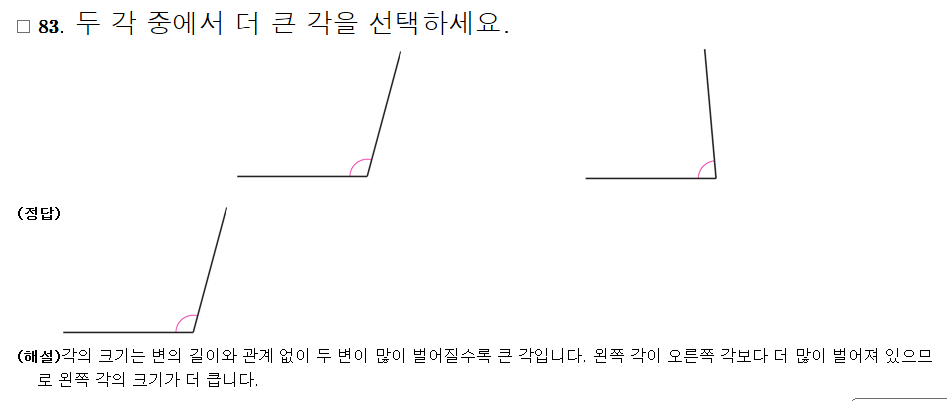 □ 83. 두 각 중에서 더 큰 각을 선택하세요.
(정답)
(해설)각의 크기는 변의 길이와 관계 없이 두 변이 많이 벌어질수록 큰 각입니다. 왼쪽 각이 오른쪽 각보다 더 많이 벌어져 있으므
로 왼쪽 각의 크기가 더 큽니다.